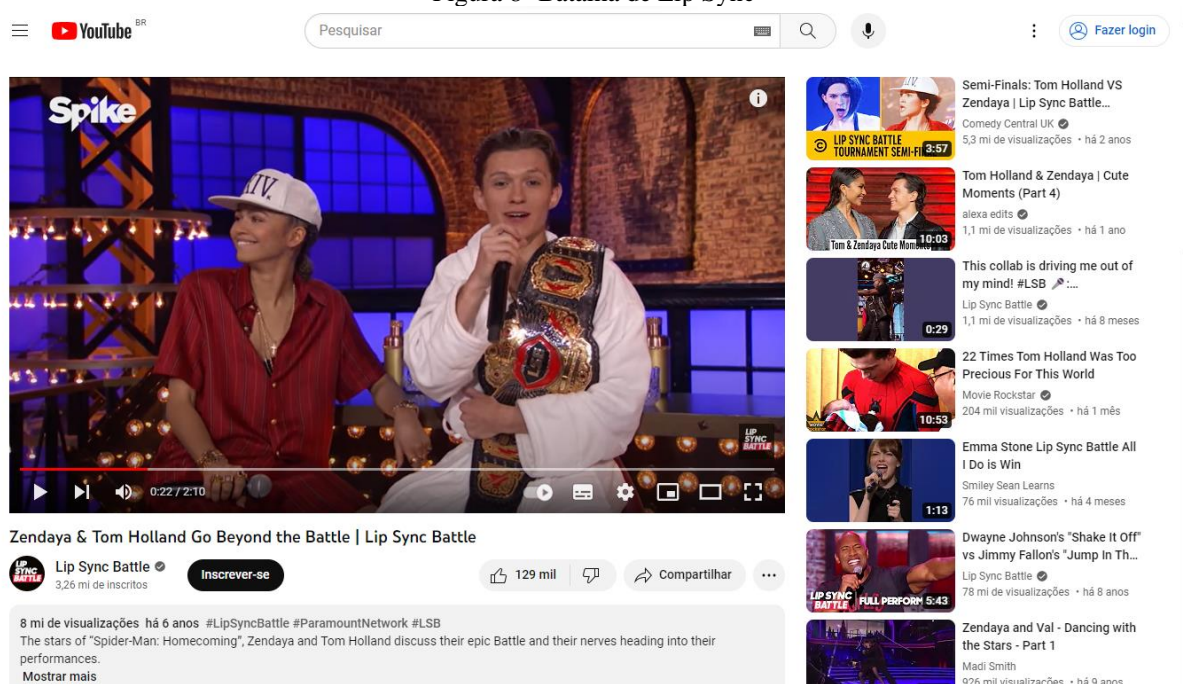 Figura 8- Batalha de Lip Sync
YouTube BR
Pesquisar
Fazer login
Spike
XIV.
LIP
SYNC
BATTLE
0:22 / 2:10
Zendaya & Tom Holland Go Beyond the Battle | Lip Sync Battle
LIP
SYNC
BATTLE
Lip Sync Battle
3,26 mi de inscritos
Inscrever-se
129 mil
Compartilhar
8 mi de visualizações há 6 anos #LipSyncBattle #ParamountNetwork #LSB
The stars of "Spider-Man: Homecoming", Zendaya and Tom Holland discuss their epic Battle and their nerves heading into their
performances.
Mostrar mais
LIP SYNC BATTLE
TOURNAMENT SEMI-FI
3:57
Semi-Finals: Tom Holland VS
Zendaya | Lip Sync Battle...
Comedy Central UK
5,3 mi de visualizações • há 2 anos
Tom & Zendaya Cute Moments
10:03
Tom Holland & Zendaya | Cute
Moments (Part 4)
alexa edits
1,1 mi de visualizações • há 1 ano
0:29
This collab is driving me out of
my mind! #LSB 🎤:...
Lip Sync Battle
1,1 mi de visualizações • há 8 meses
10:53
22 Times Tom Holland Was Too
Precious For This World
Movie Rockstar
204 mil visualizações • há 1 mês
1:13
Emma Stone Lip Sync Battle All
I Do is Win
Smiley Sean Learns
76 mil visualizações • há 4 meses
LIP SYNC
BATTLE
FULL PERFORM
5:43
Dwayne Johnson's "Shake It Off"
vs Jimmy Fallon's "Jump In Th...
Lip Sync Battle
78 mi de visualizações • há 8 anos
Zendaya and Val - Dancing with
the Stars - Part 1
Madi Smith
926 mil visualizações • há 9 anos